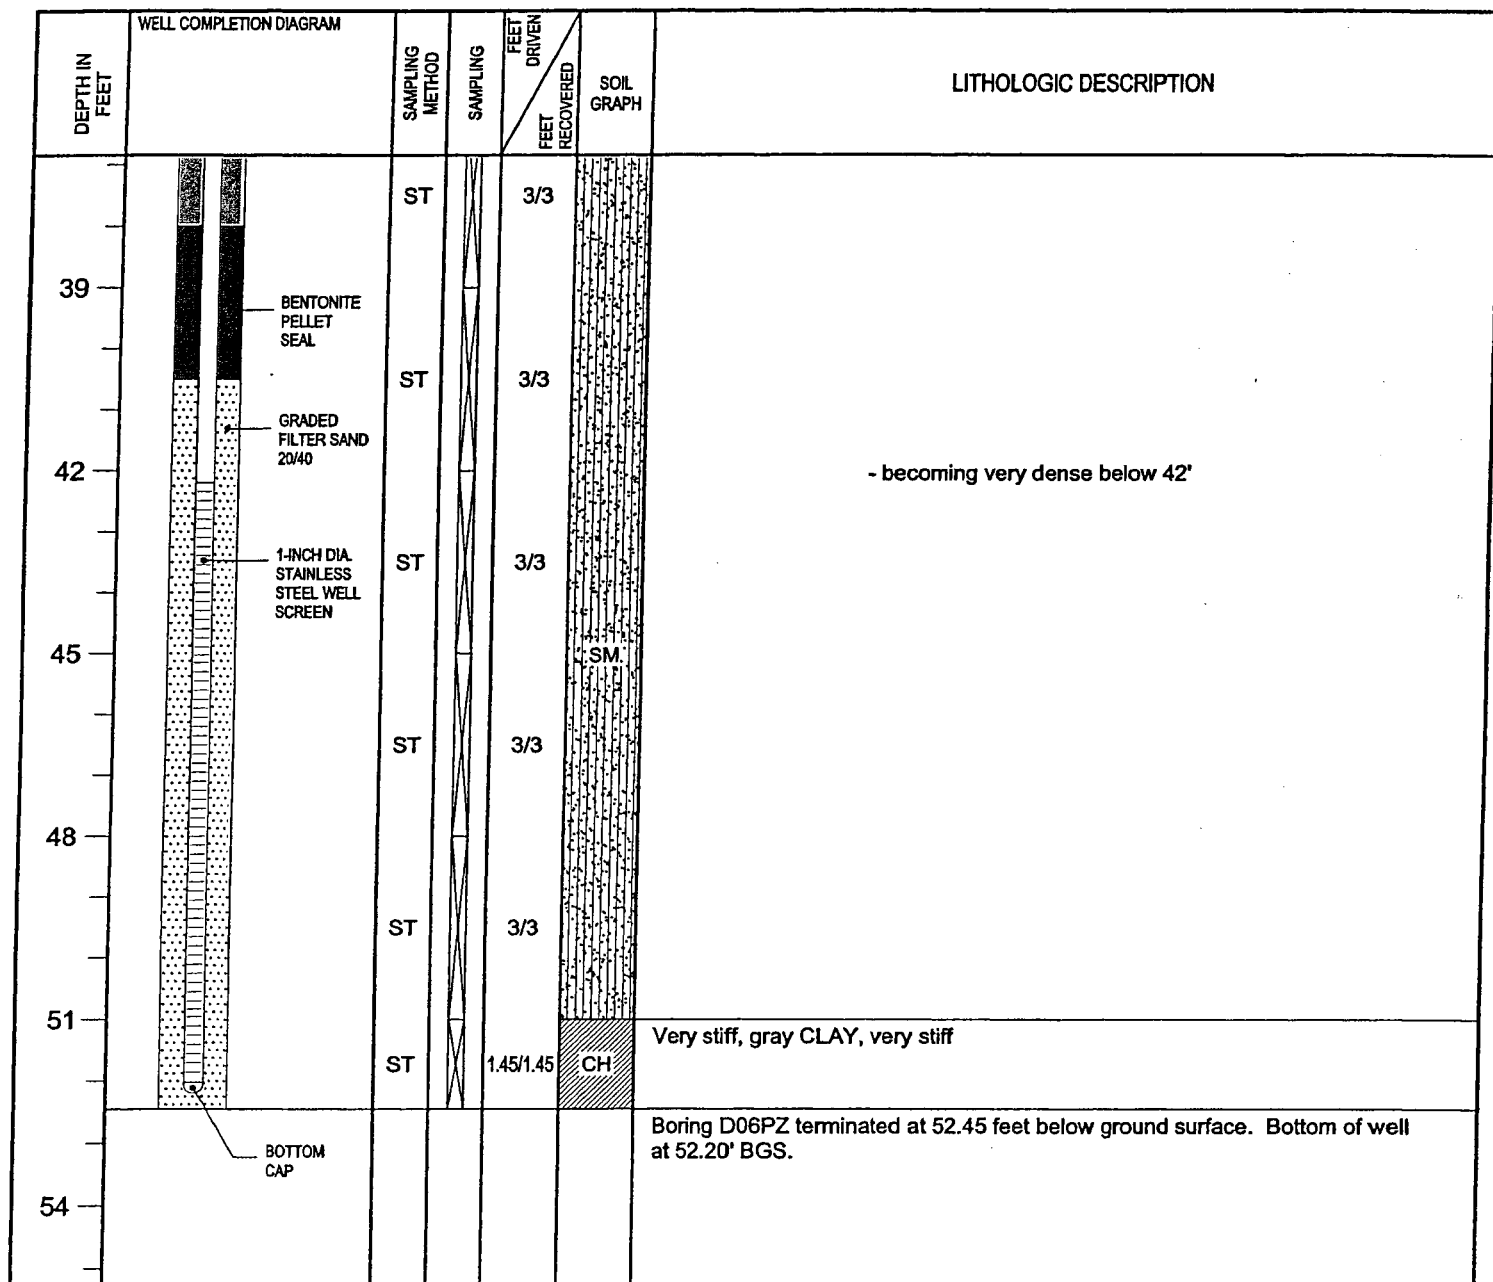 WELL COMPLETION DIAGRAM
DEPTH IN
FEET
SAMPLING
METHOD
SAMPLING
FEET
DRIVEN
FEET
RECOVERED
SOIL
GRAPH
LITHOLOGIC DESCRIPTION
ST
3/3
39
BENTONITE
PELLET
SEAL
ST
3/3
GRADED
FILTER SAND
20/40
42
- becoming very dense below 42'
1-INCH DIA.
STAINLESS
STEEL WELL
SCREEN
ST
3/3
45
SM
ST
3/3
48
ST
3/3
51
Very stiff, gray CLAY, very stiff
ST
1.45/1.45
CH
Boring D06PZ terminated at 52.45 feet below ground surface. Bottom of well
at 52.20' BGS.
BOTTOM
CAP
54